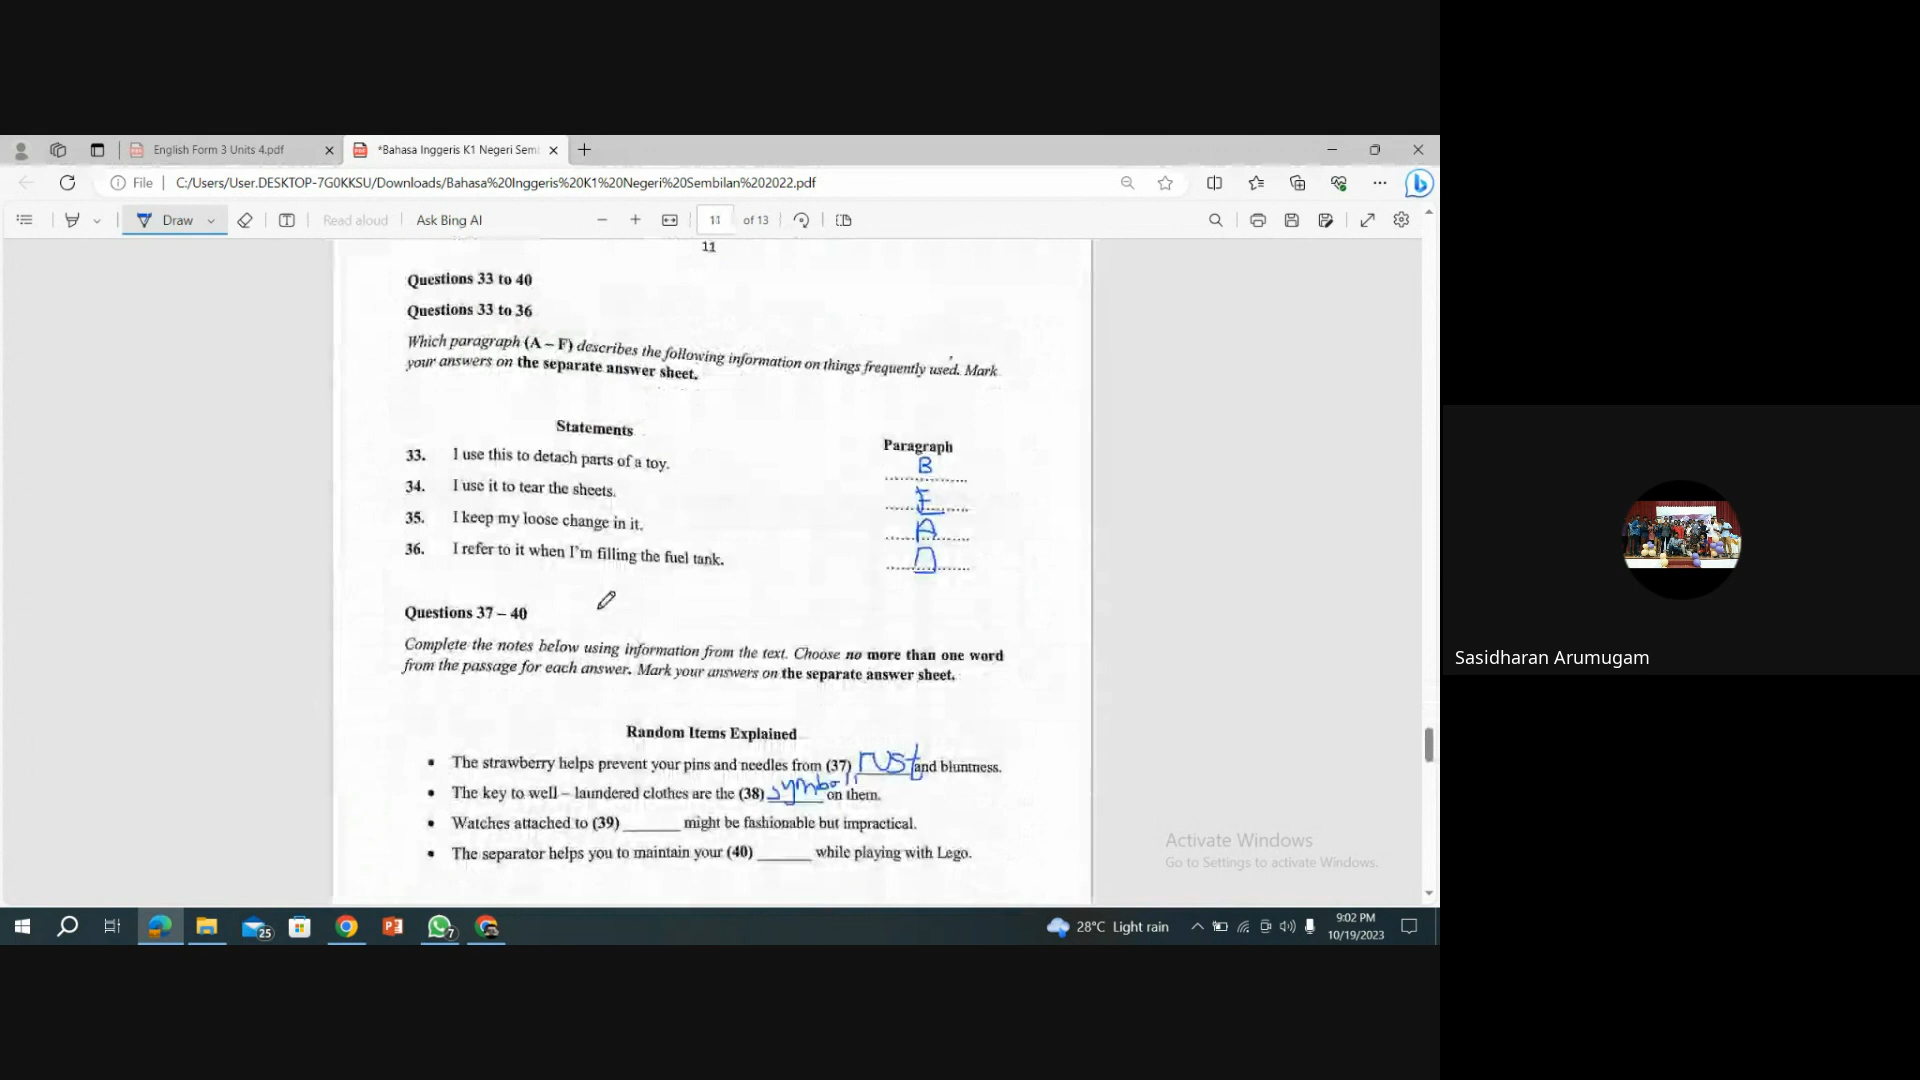 English Form 3 Units 4.pdf
*Bahasa Inggeris K1 Negeri Sem
File
C:/Users/User.DESKTOP-7G0KKSU/Downloads/Bahasa%20Inggeris%20K1%20Negeri%20Sembilan%202022.pdf
Draw
Read aloud
Ask Bing AI
11 of 13
11
Questions 33 to 40
Questions 33 to 36
Which paragraph (A – F) describes the following information on things frequently used. Mark
your answers on the separate answer sheet.
Statements
Paragraph
33. I use this to detach parts of a toy. B
34. I use it to tear the sheets. E
35. I keep my loose change in it. A
36. I refer to it when I'm filling the fuel tank. D
Questions 37 – 40
Complete the notes below using information from the text. Choose no more than one word
from the passage for each answer. Mark your answers on the separate answer sheet.
Random Items Explained
• The strawberry helps prevent your pins and needles from (37) rust and bluntness.
• The key to well – laundered clothes are the (38) symbol on them.
• Watches attached to (39) ______ might be fashionable but impractical.
• The separator helps you to maintain your (40) ______ while playing with Lego.
Activate Windows
Go to Settings to activate Windows.
25
7
28°C Light rain
9:02 PM
10/19/2023
Sasidharan Arumugam